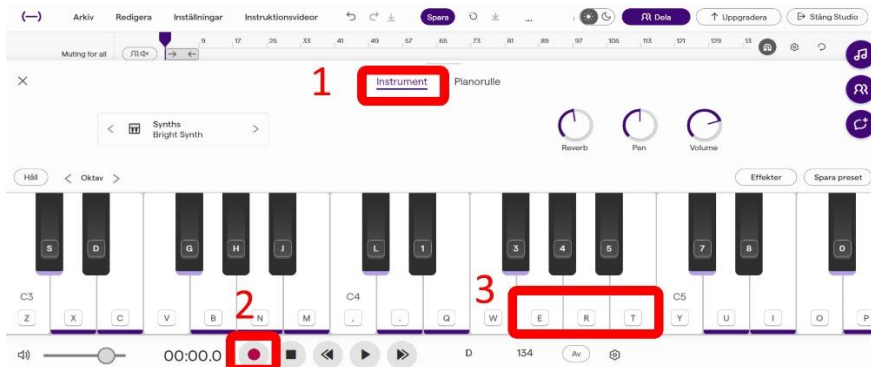 (—) Arkiv Redigera Inställningar Instruktionsvideor Spara ... Dela Uppgradera Stäng Studio
9 17 25 33 41 49 57 65 73 81 89 97 105 113 121 129 13
Muting for all
1
Instrument Pianorulle
Synths
Bright Synth
Reverb Pan Volume
Håll < Oktav > Effekter Spara preset
S D G H J L 1 3 4 5 7 8 0
2 3
C3 C4 C5
Z X C V B N M , . Q W E R T Y U I O P
00:00.0 D 134 Av